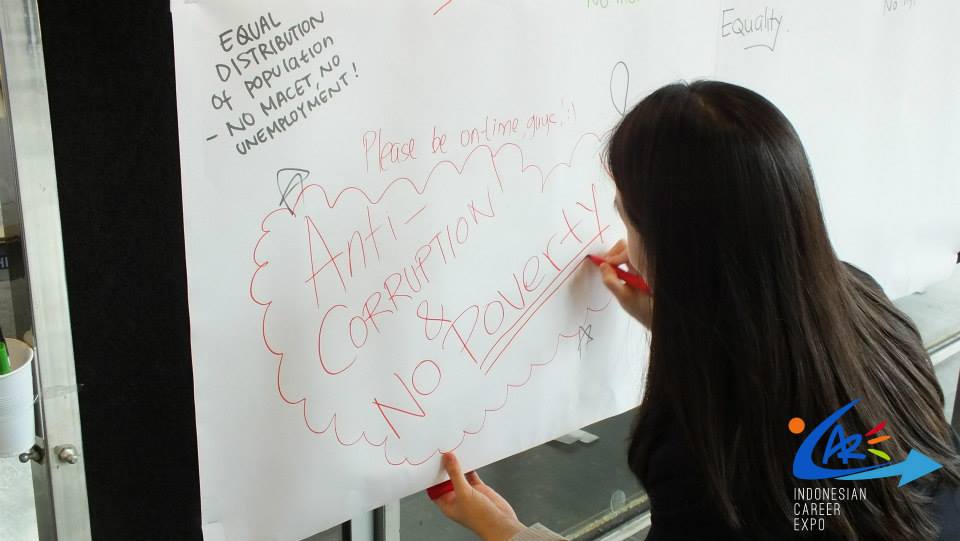 EQUAL
DISTRIBUTION
of population
- NO MACET, NO
UNEMPLOYMENT!
Equality.
Please be on-time, guys!!
Anti-
CORRUPTION
&
NO Poverty
INDONESIAN
CAREER
EXPO